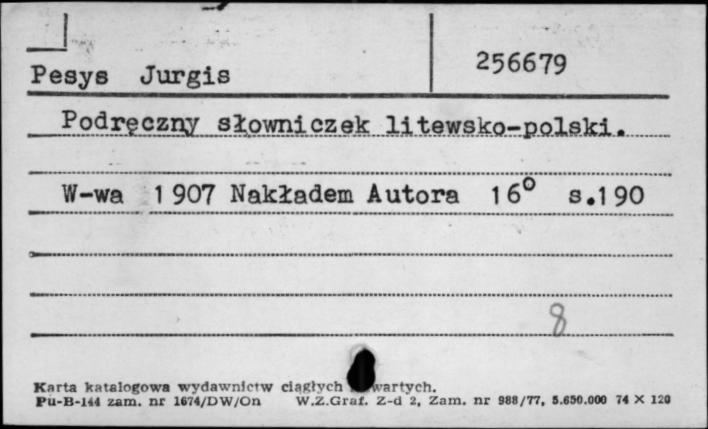 256679
Pesys Jurgis
Podręczny słowniczek litewsko-polski.
W-wa 1907 Nakładem Autora 16° s.190
8
Karta katalogowa wydawnictw ciągłych wartych.
Pu-B-144 zam. nr 1674/DW/On W.Z.Graf. Z-d 2, Zam. nr 988/77, 5.650.000 74 X 120